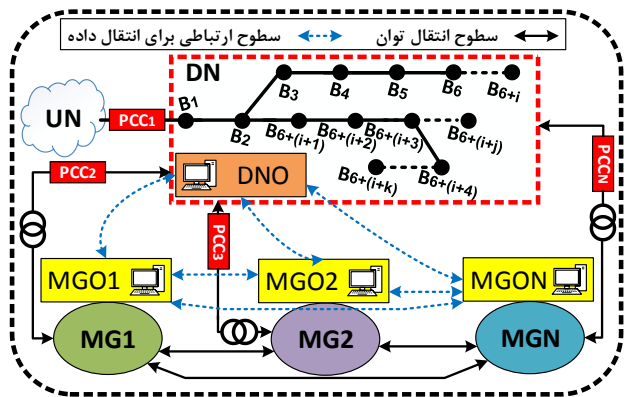 سطوح انتقال توان سطوح ارتباطی برای انتقال داده
DN
UN
PCC1
B1
B2
B3
B4
B5
B6
B6+i
B6+(i+1)
B6+(i+2)
B6+(i+3)
B6+(i+j)
B6+(i+k)
B6+(i+4)
PCC2
DNO
PCC3
PCCN
MGO1
MGO2
MGON
MG1
MG2
MGN